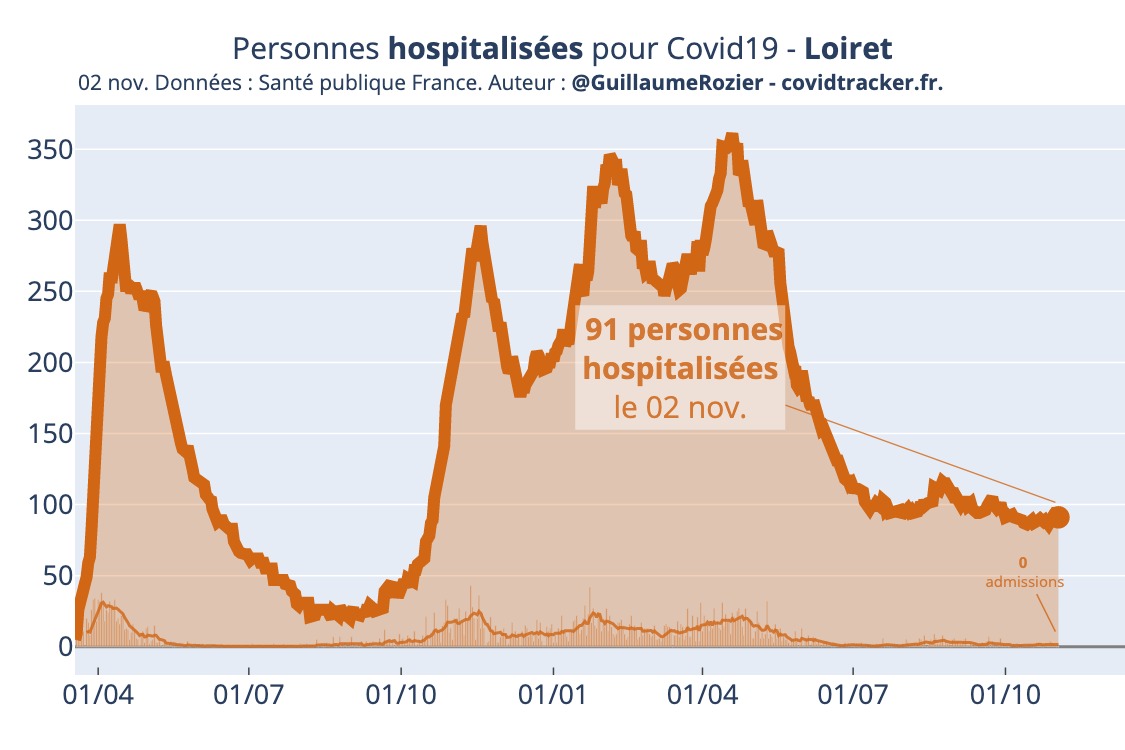 Personnes hospitalisées pour Covid19 - Loiret
02 nov. Données : Santé publique France. Auteur : @GuillaumeRozier - covidtracker.fr.
350
300
250
200
150
100
50
0
91 personnes
hospitalisées
le 02 nov.
0
admissions
01/04 01/07 01/10 01/01 01/04 01/07 01/10